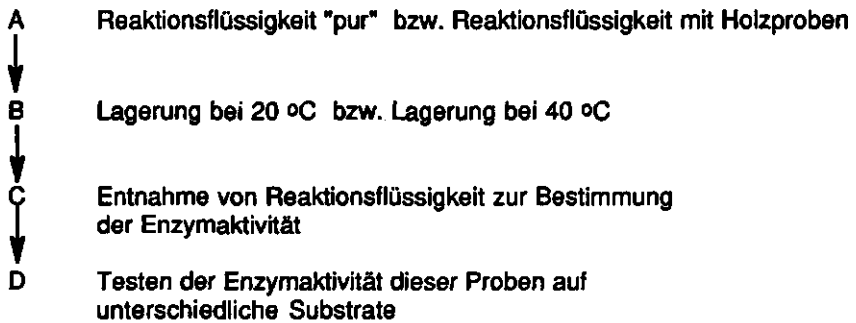 A Reaktionsflüssigkeit "pur" bzw. Reaktionsflüssigkeit mit Holzproben
B Lagerung bei 20 ºC bzw. Lagerung bei 40 ºC
C Entnahme von Reaktionsflüssigkeit zur Bestimmung
der Enzymaktivität
D Testen der Enzymaktivität dieser Proben auf
unterschiedliche Substrate